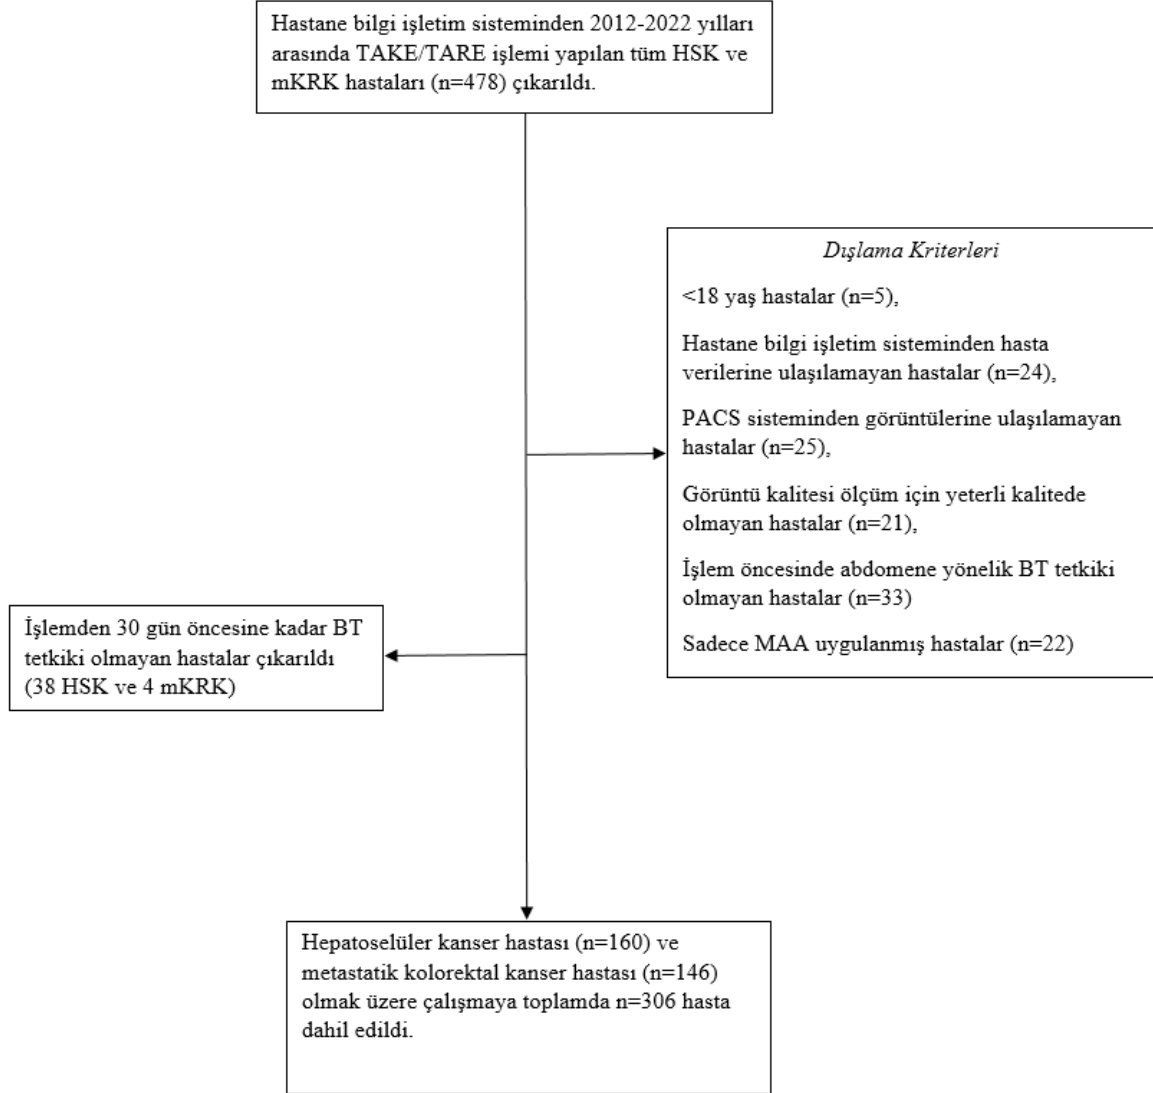 Hastane bilgi işletim sisteminden 2012-2022 yılları
arasında TAKE/TARE işlemi yapılan tüm HSK ve
mKRK hastaları (n=478) çıkarıldı.
Dışlama Kriterleri
<18 yaş hastalar (n=5),
Hastane bilgi işletim sisteminden hasta
verilerine ulaşılamayan hastalar (n=24),
PACS sisteminden görüntülerine ulaşılamayan
hastalar (n=25),
Görüntü kalitesi ölçüm için yeterli kalitede
olmayan hastalar (n=21),
İşlem öncesinde abdomene yönelik BT tetkiki
olmayan hastalar (n=33)
Sadece MAA uygulanmış hastalar (n=22)
İşlemden 30 gün öncesine kadar BT
tetkiki olmayan hastalar çıkarıldı
(38 HSK ve 4 mKRK)
Hepatoselüler kanser hastası (n=160) ve
metastatik kolorektal kanser hastası (n=146)
olmak üzere çalışmaya toplamda n=306 hasta
dahil edildi.